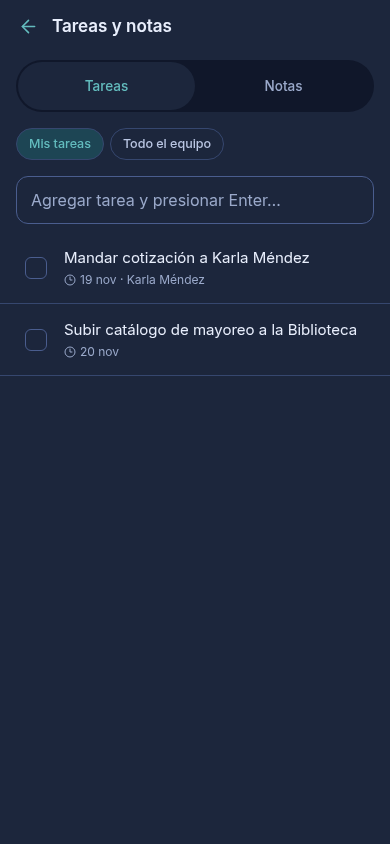 Tareas y notas
Tareas
Notas
Mis tareas
Todo el equipo
Agregar tarea y presionar Enter...
Mandar cotización a Karla Méndez
19 nov · Karla Méndez
Subir catálogo de mayoreo a la Biblioteca
20 nov